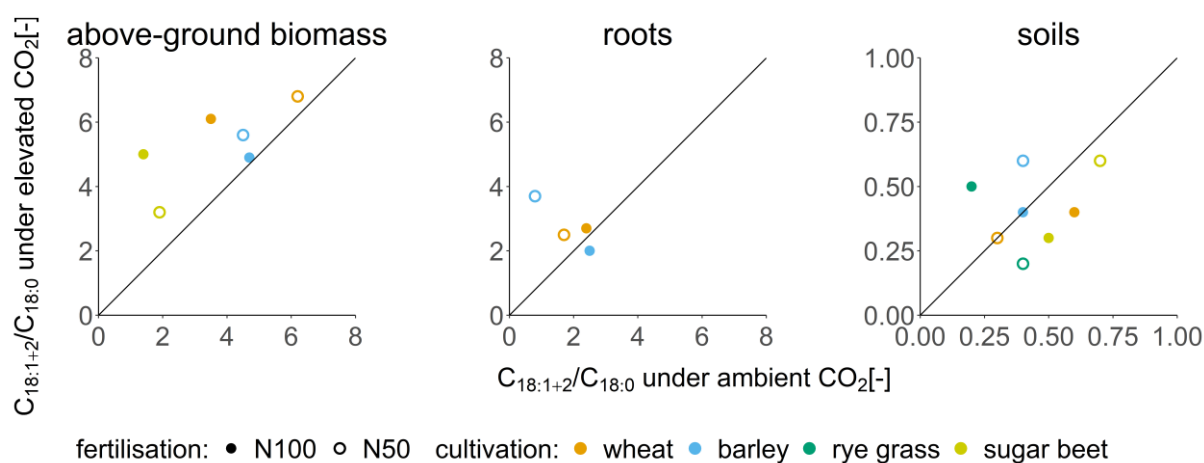 above-ground biomass
roots
soils
C18:1+2/C18:0 under elevated CO2[-]
8
6
4
2
0
0 2 4 6 8
8
6
4
2
0
0 2 4 6 8
1.00
0.75
0.50
0.25
0.00
0.00 0.25 0.50 0.75 1.00
C18:1+2/C18:0 under ambient CO2[-]
fertilisation: N100 N50 cultivation: wheat barley rye grass sugar beet